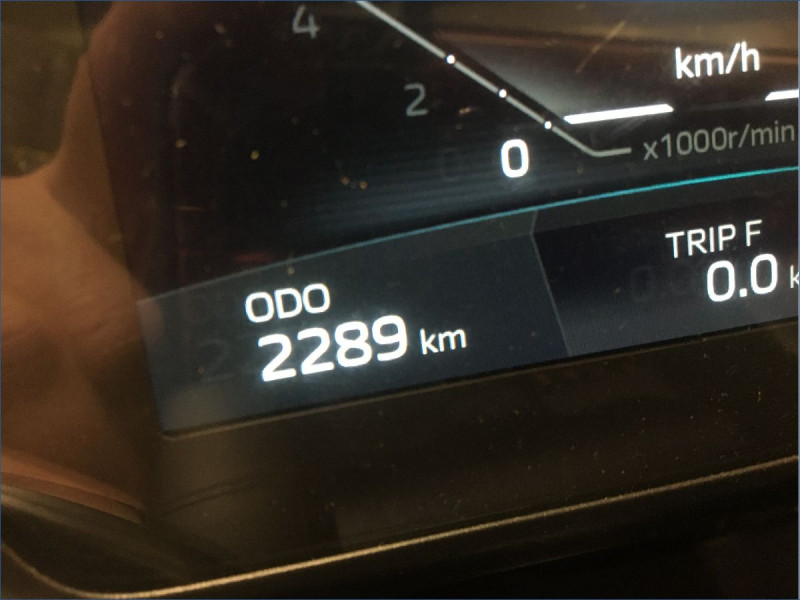 4
km/h
2
x1000r/min
0
TRIP F
0.0 k
ODO
2289 km